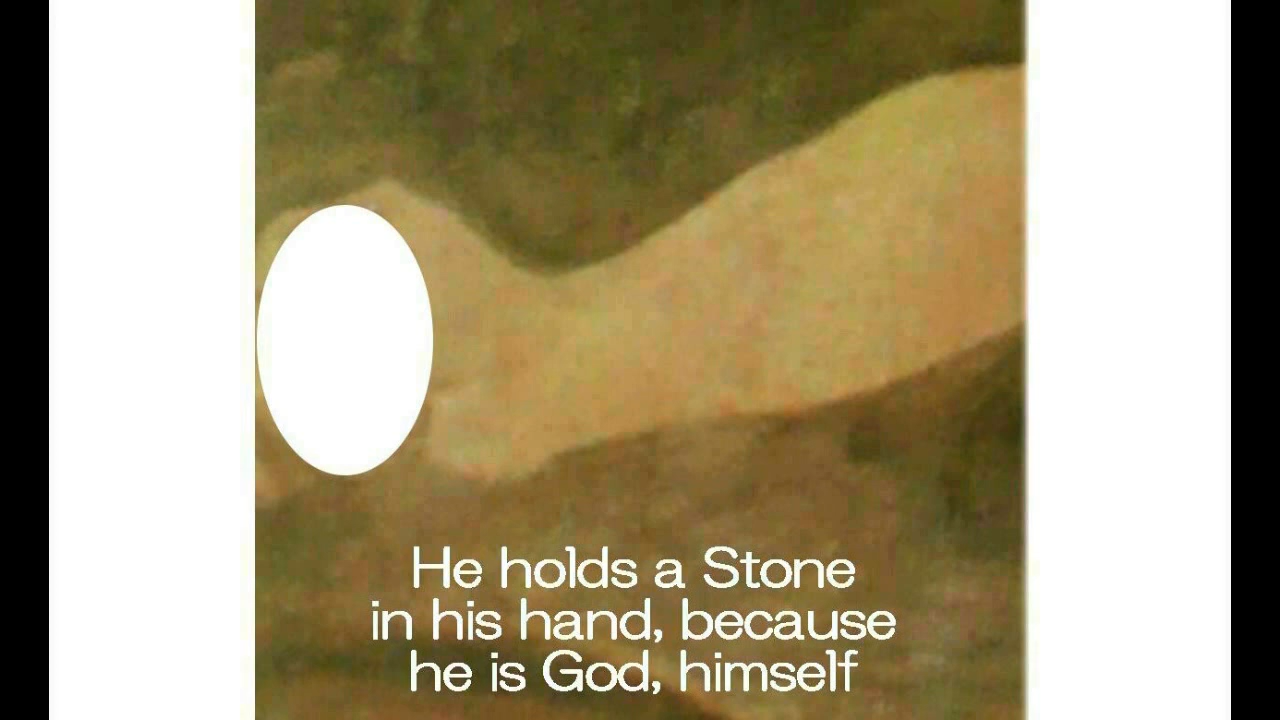 He holds a Stone
in his hand, because
he is God, himself